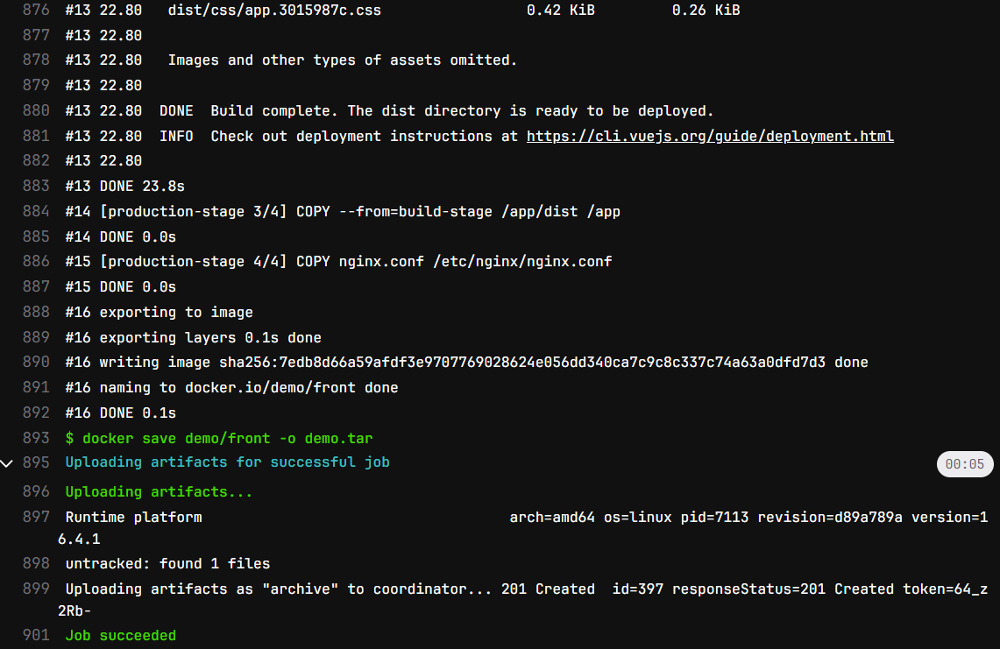 876 #13 22.80   dist/css/app.3015987c.css                 0.42 KiB         0.26 KiB
877 #13 22.80
878 #13 22.80   Images and other types of assets omitted.
879 #13 22.80
880 #13 22.80  DONE  Build complete. The dist directory is ready to be deployed.
881 #13 22.80  INFO  Check out deployment instructions at https://cli.vuejs.org/guide/deployment.html
882 #13 22.80
883 #13 DONE 23.8s
884 #14 [production-stage 3/4] COPY --from=build-stage /app/dist /app
885 #14 DONE 0.0s
886 #15 [production-stage 4/4] COPY nginx.conf /etc/nginx/nginx.conf
887 #15 DONE 0.0s
888 #16 exporting to image
889 #16 exporting layers 0.1s done
890 #16 writing image sha256:7edb8d66a59afdf3e9707769028624e056dd340ca7c9c8c337c74a63a0dfd7d3 done
891 #16 naming to docker.io/demo/front done
892 #16 DONE 0.1s
893 $ docker save demo/front -o demo.tar
895 Uploading artifacts for successful job 00:05
896 Uploading artifacts...
897 Runtime platform                                    arch=amd64 os=linux pid=7113 revision=d89a789a version=1
6.4.1
898 untracked: found 1 files
899 Uploading artifacts as "archive" to coordinator... 201 Created  id=397 responseStatus=201 Created token=64_z
2Rb-
901 Job succeeded